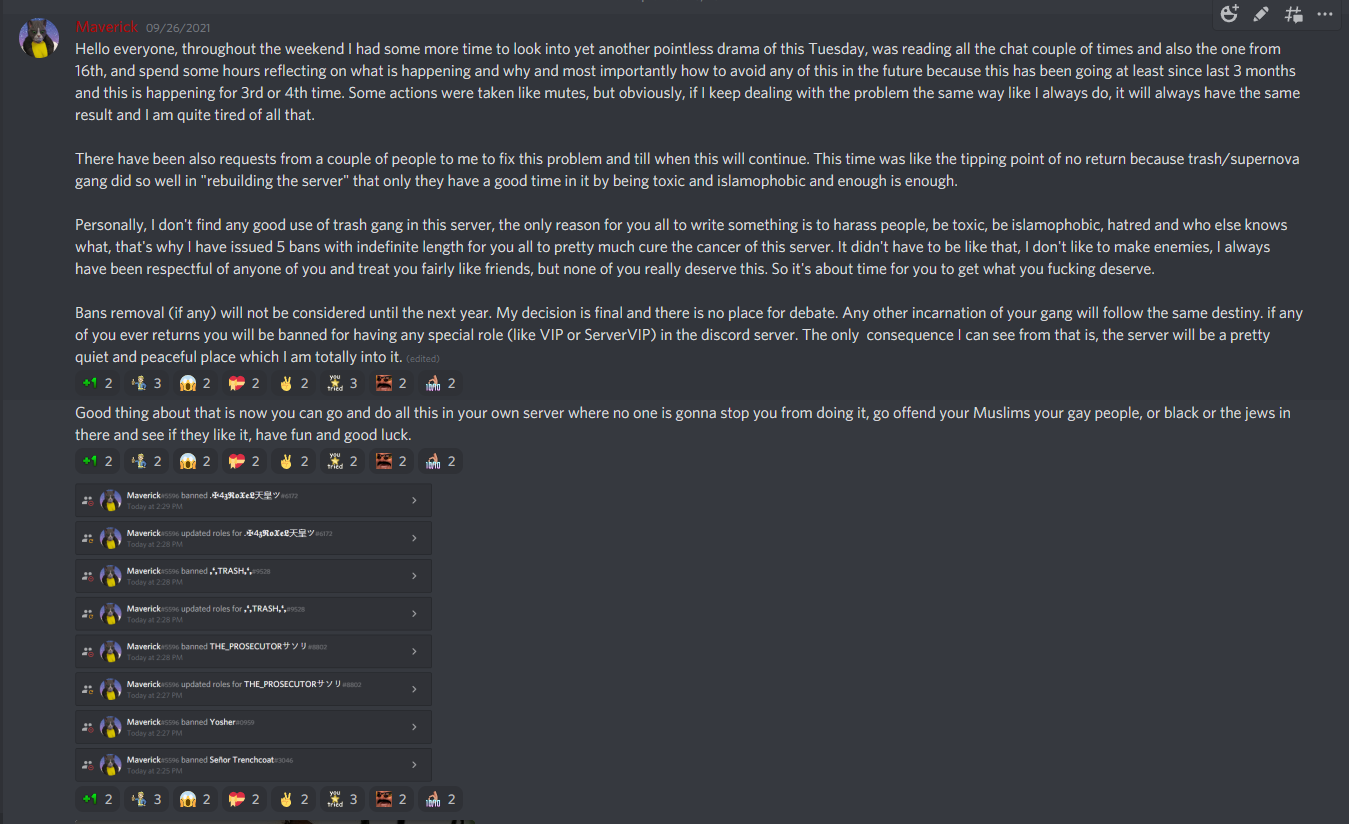 Maverick 09/26/2021
Hello everyone, throughout the weekend I had some more time to look into yet another pointless drama of this Tuesday, was reading all the chat couple of times and also the one from
16th, and spend some hours reflecting on what is happening and why and most importantly how to avoid any of this in the future because this has been going at least since last 3 months
and this is happening for 3rd or 4th time. Some actions were taken like mutes, but obviously, if I keep dealing with the problem the same way like I always do, it will always have the same
result and I am quite tired of all that.
There have been also requests from a couple of people to me to fix this problem and till when this will continue. This time was like the tipping point of no return because trash/supernova
gang did so well in "rebuilding the server" that only they have a good time in it by being toxic and islamophobic and enough is enough.
Personally, I don't find any good use of trash gang in this server, the only reason for you all to write something is to harass people, be toxic, be islamophobic, hatred and who else knows
what, that's why I have issued 5 bans with indefinite length for you all to pretty much cure the cancer of this server. It didn't have to be like that, I don't like to make enemies, I always
have been respectful of anyone of you and treat you fairly like friends, but none of you really deserve this. So it's about time for you to get what you fucking deserve.
Bans removal (if any) will not be considered until the next year. My decision is final and there is no place for debate. Any other incarnation of your gang will follow the same destiny. if any
of you ever returns you will be banned for having any special role (like VIP or ServerVIP) in the discord server. The only consequence I can see from that is, the server will be a pretty
quiet and peaceful place which I am totally into it. (edited)
+1 2 3 2 2 2 you tried 3 2 2
Good thing about that is now you can go and do all this in your own server where no one is gonna stop you from doing it, go offend your Muslims your gay people, or black or the jews in
there and see if they like it, have fun and good luck.
+1 2 2 2 2 2 you tried 2 2 2
Maverick#5596 banned .✠4ʒ𝕽𝖔𝖃𝖊𝕷天皇ツ#6172
Today at 2:29 PM
Maverick#5596 updated roles for .✠4ʒ𝕽𝖔𝖃𝖊𝕷天皇ツ#6172
Today at 2:28 PM
Maverick#5596 banned TRASH#9528
Today at 2:28 PM
Maverick#5596 updated roles for TRASH#9528
Today at 2:28 PM
Maverick#5596 banned THE_PROSECUTORサソリ#8802
Today at 2:28 PM
Maverick#5596 updated roles for THE_PROSECUTORサソリ#8802
Today at 2:27 PM
Maverick#5596 banned Yosher#0959
Today at 2:27 PM
Maverick#5596 banned Señor Trenchcoat#3046
Today at 2:25 PM
+1 2 3 2 2 2 you tried 3 2 2